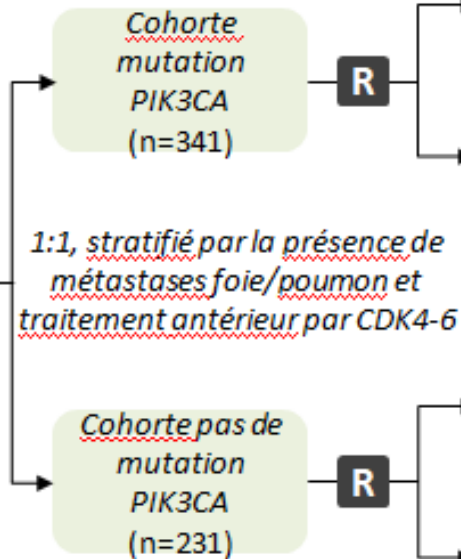 Cohorte
mutation
PIK3CA
(n=341)
R
1:1, stratifié par la présence de
métastases foie/poumon et
traitement antérieur par CDK4-6
Cohorte pas de
mutation
PIK3CA
(n=231)
R